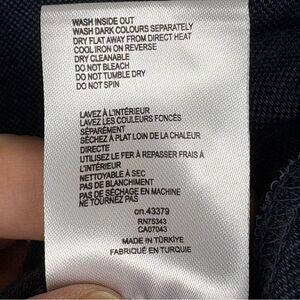 WASH INSIDE OUT
WASH DARK COLOURS SEPARATELY
DRY FLAT AWAY FROM DIRECT HEAT
COOL IRON ON REVERSE
DRY CLEANABLE
DO NOT BLEACH
DO NOT TUMBLE DRY
DO NOT SPIN
LAVEZ À L'INTÉRIEUR
LAVEZ LES COULEURS FONCÉS
SÉPARÉMENT
SÉCHEZ À PLAT LOIN DE LA CHALEUR
DIRECTE
UTILISEZ LE FER À REPASSER FRAIS À
L'INTÉRIEUR
NETTOYABLE À SEC
PAS DE BLANCHIMENT
PAS DE SÉCHAGE EN MACHINE
NE TOURNEZ PAS
cn.43379
RN75343
CA07043
MADE IN TÜRKİYE
FABRIQUÉ EN TURQUIE